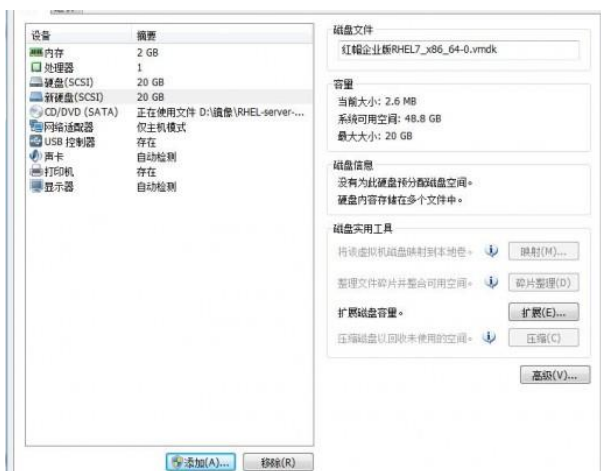 设备 摘要
内存 2 GB
处理器 1
硬盘(SCSI) 20 GB
新硬盘(SCSI) 20 GB
CD/DVD (SATA) 正在使用文件 D:\镜像\RHEL-server-...
网络适配器 仅主机模式
USB 控制器 存在
声卡 自动检测
打印机 存在
显示器 自动检测
添加(A)... 移除(R)
磁盘文件
红帽企业版RHEL7_x86_64-0.vmdk
容量
当前大小: 2.6 MB
系统可用空间: 48.8 GB
最大大小: 20 GB
磁盘信息
没有为此硬盘预分配磁盘空间。
硬盘内容存储在多个文件中。
磁盘实用工具
将该虚拟机磁盘映射到本地卷。 映射(M)...
整理文件碎片并整合可用空间。 碎片整理(D)
扩展磁盘容量。 扩展(E)...
压缩磁盘以回收未使用的空间。 压缩(C)
高级(V)...